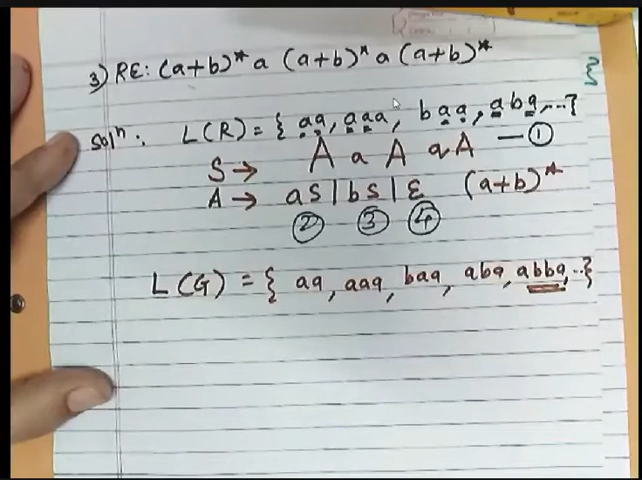 3) RE: (a+b)* a (a+b)* a (a+b)*
Solⁿ: L(R) = { aa, aaa, baa, aba, ...}
S → A a A a A — ①
A → aS | bS | ε (a+b)*
② ③ ④
L(G) = { aa, aaa, baa, aba, abba, ..}